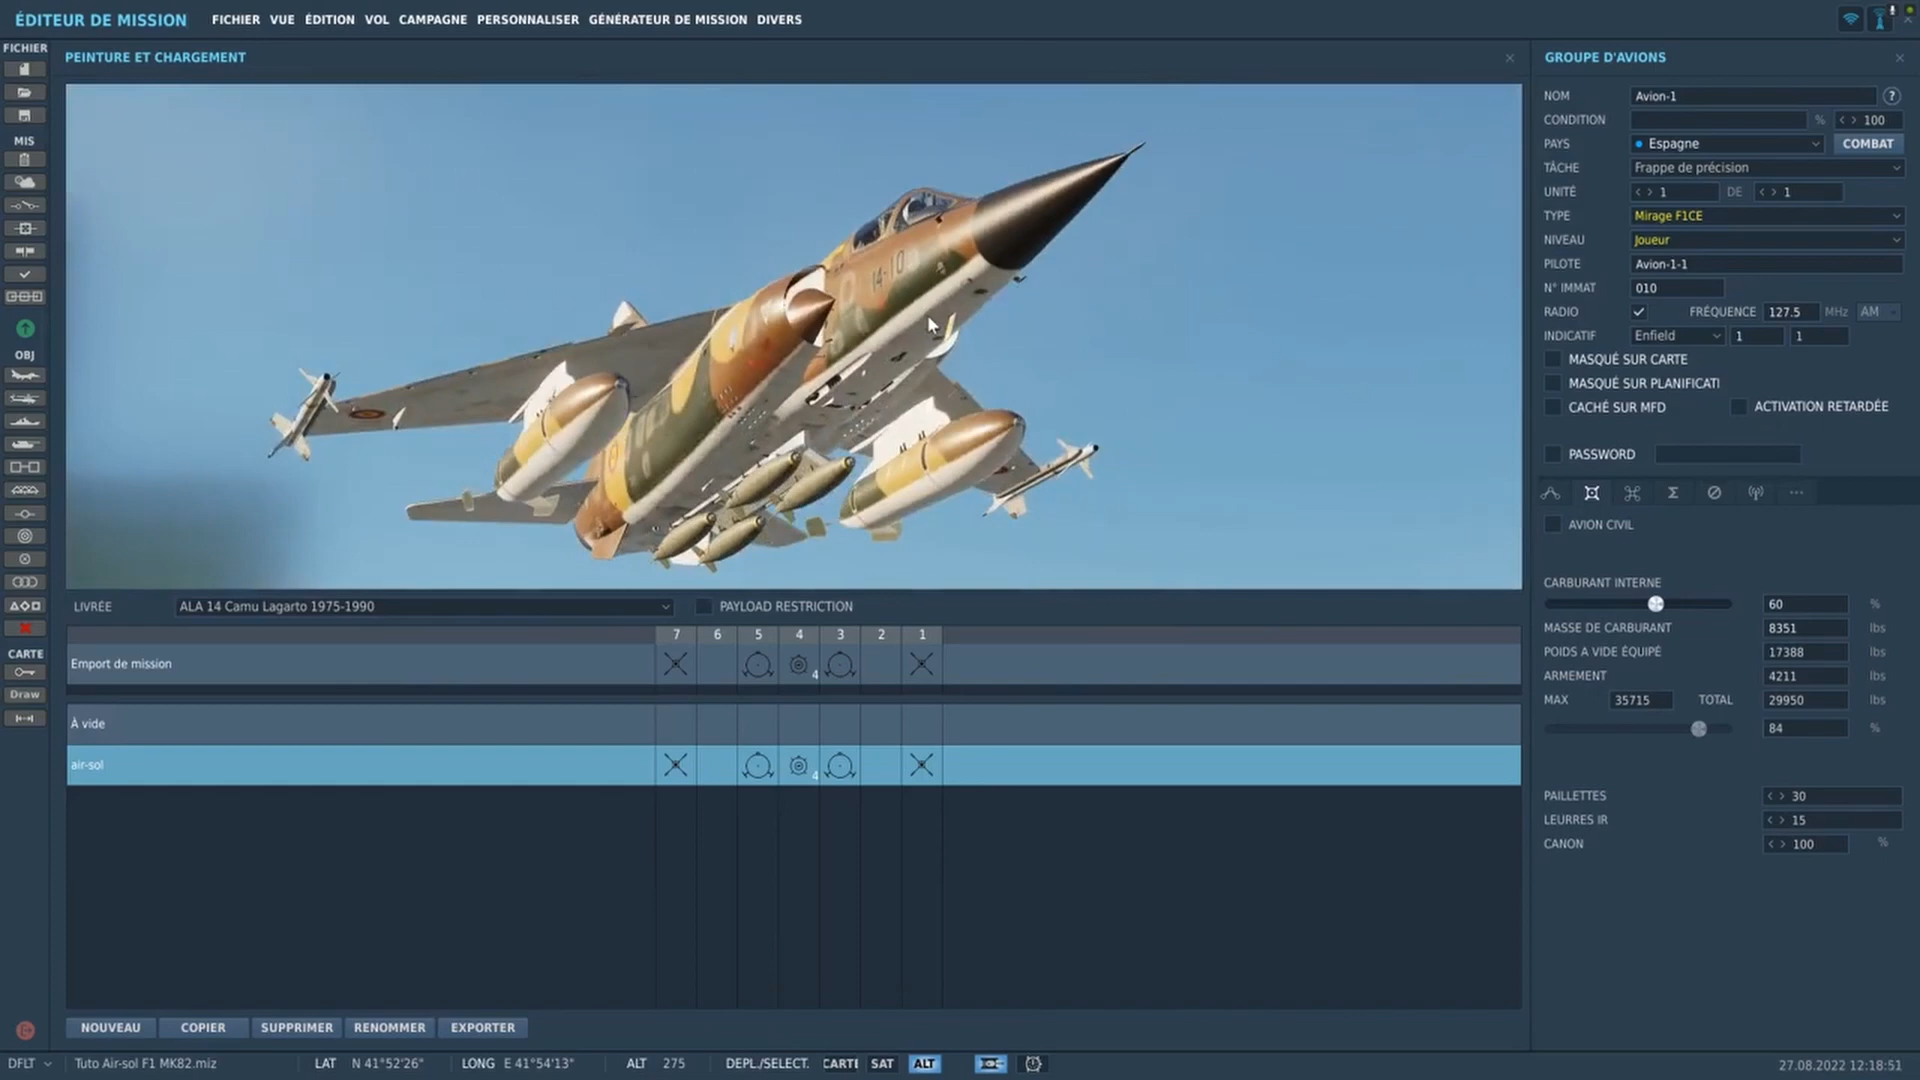 ÉDITEUR DE MISSION FICHIER VUE ÉDITION VOL CAMPAGNE PERSONNALISER GÉNÉRATEUR DE MISSION DIVERS
FICHIER
MIS
OBJ
CARTE
Draw
PEINTURE ET CHARGEMENT
14-10
LIVRÉE ALA 14 Camu Lagarto 1975-1990 PAYLOAD RESTRICTION
7 6 5 4 3 2 1
Emport de mission 4
À vide
air-sol 4
NOUVEAU COPIER SUPPRIMER RENOMMER EXPORTER
GROUPE D'AVIONS
NOM Avion-1 ?
CONDITION % < > 100
PAYS Espagne COMBAT
TÂCHE Frappe de précision
UNITÉ < > 1 DE < > 1
TYPE Mirage F1CE
NIVEAU Joueur
PILOTE Avion-1-1
N° IMMAT 010
RADIO FRÉQUENCE 127.5 MHz AM
INDICATIF Enfield 1 1
MASQUÉ SUR CARTE
MASQUÉ SUR PLANIFICATI
CACHÉ SUR MFD ACTIVATION RETARDÉE
PASSWORD
AVION CIVIL
CARBURANT INTERNE
60 %
MASSE DE CARBURANT 8351 lbs
POIDS A VIDE ÉQUIPÉ 17388 lbs
ARMEMENT 4211 lbs
MAX 35715 TOTAL 29950 lbs
84 %
PAILLETTES < > 30
LEURRES IR < > 15
CANON < > 100 %
DFLT Tuto Air-sol F1 MK82.miz LAT N 41°52'26" LONG E 41°54'13" ALT 275 DEPL./SELECT. CARTE SAT ALT 27.08.2022 12:18:51